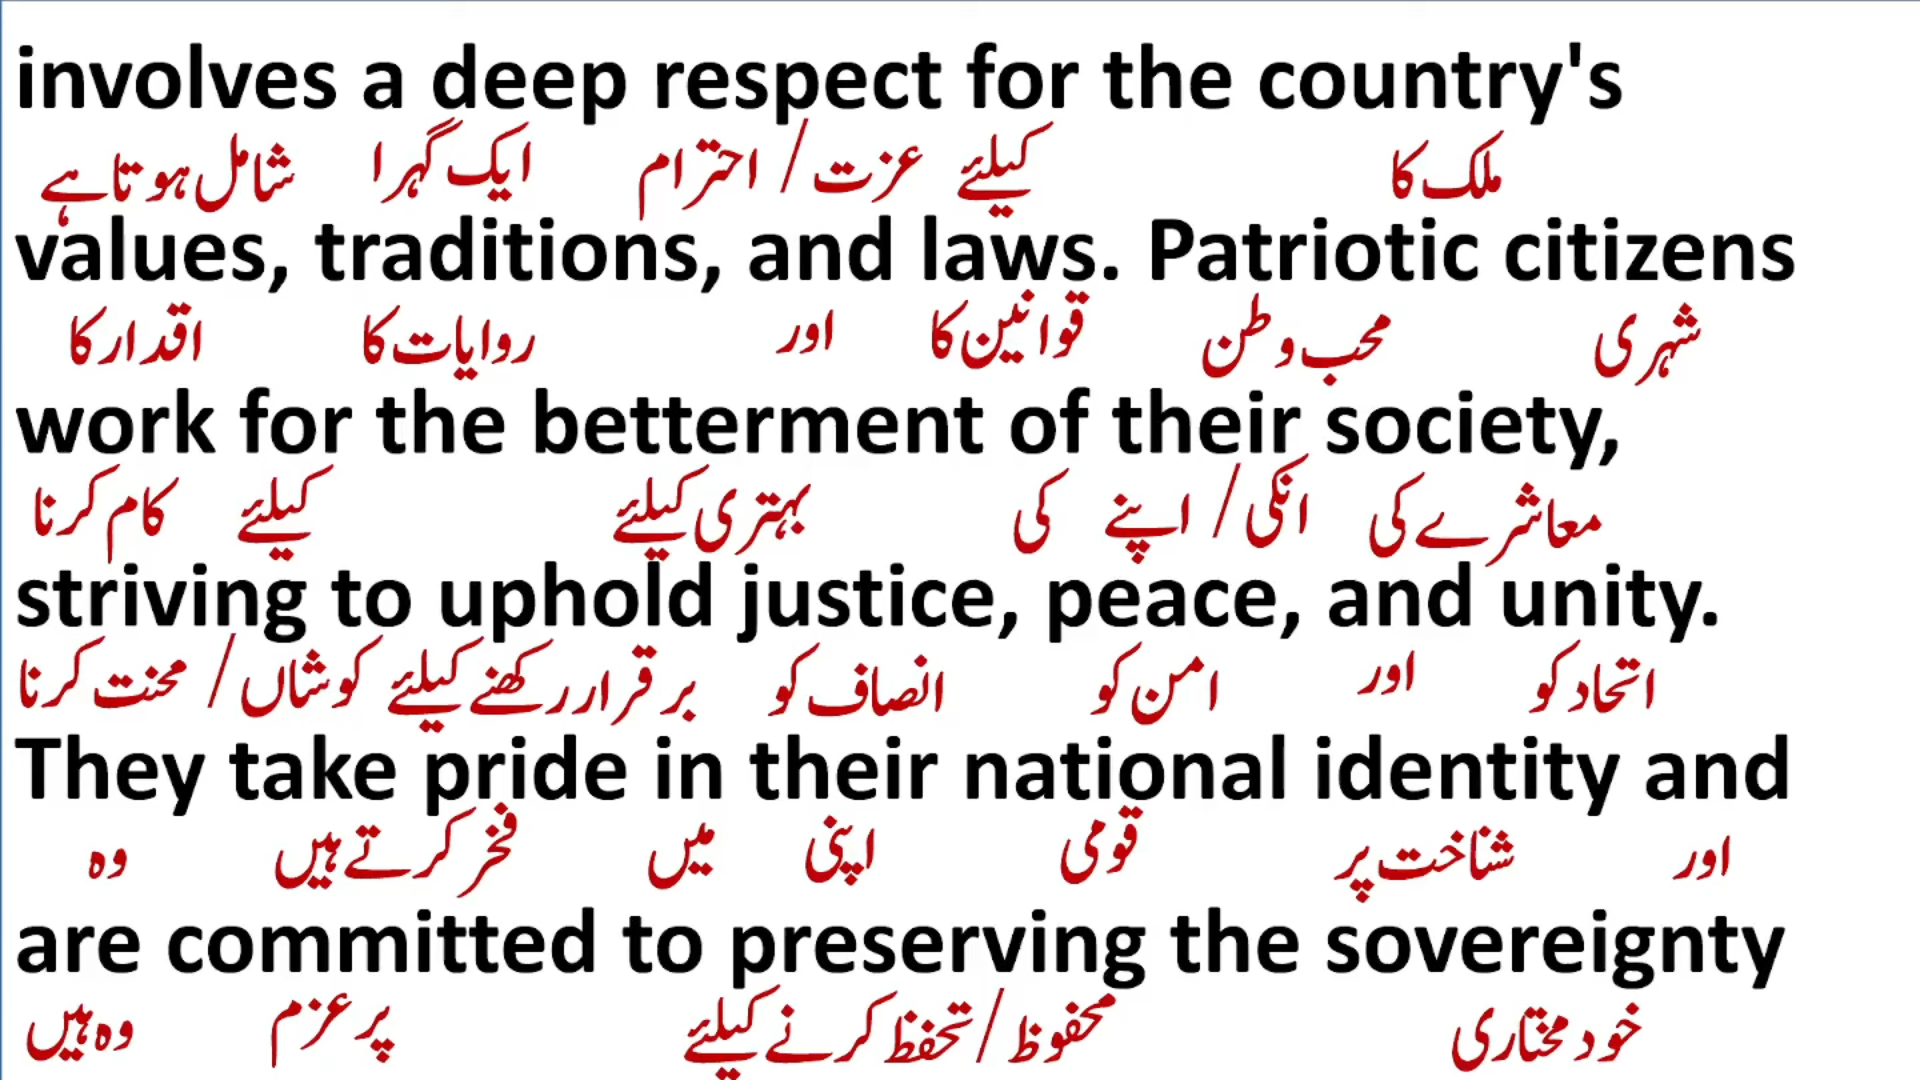 involves a deep respect for the country's
شامل ہوتا ہے ایک گہرا عزت / احترام کیلئے ملک کا
values, traditions, and laws. Patriotic citizens
اقدار کا روایات کا اور قوانین کا محب وطن شہری
work for the betterment of their society,
کام کرنا کیلئے بہتری کیلئے کی انکی / اپنے معاشرے کی
striving to uphold justice, peace, and unity.
کوشاں / محنت کرنا برقرار رکھنے کیلئے انصاف کو امن کو اور اتحاد کو
They take pride in their national identity and
وہ فخر کرتے ہیں میں اپنی قومی شناخت پر اور
are committed to preserving the sovereignty
وہ ہیں پر عزم محفوظ / تحفظ کرنے کیلئے خود مختاری